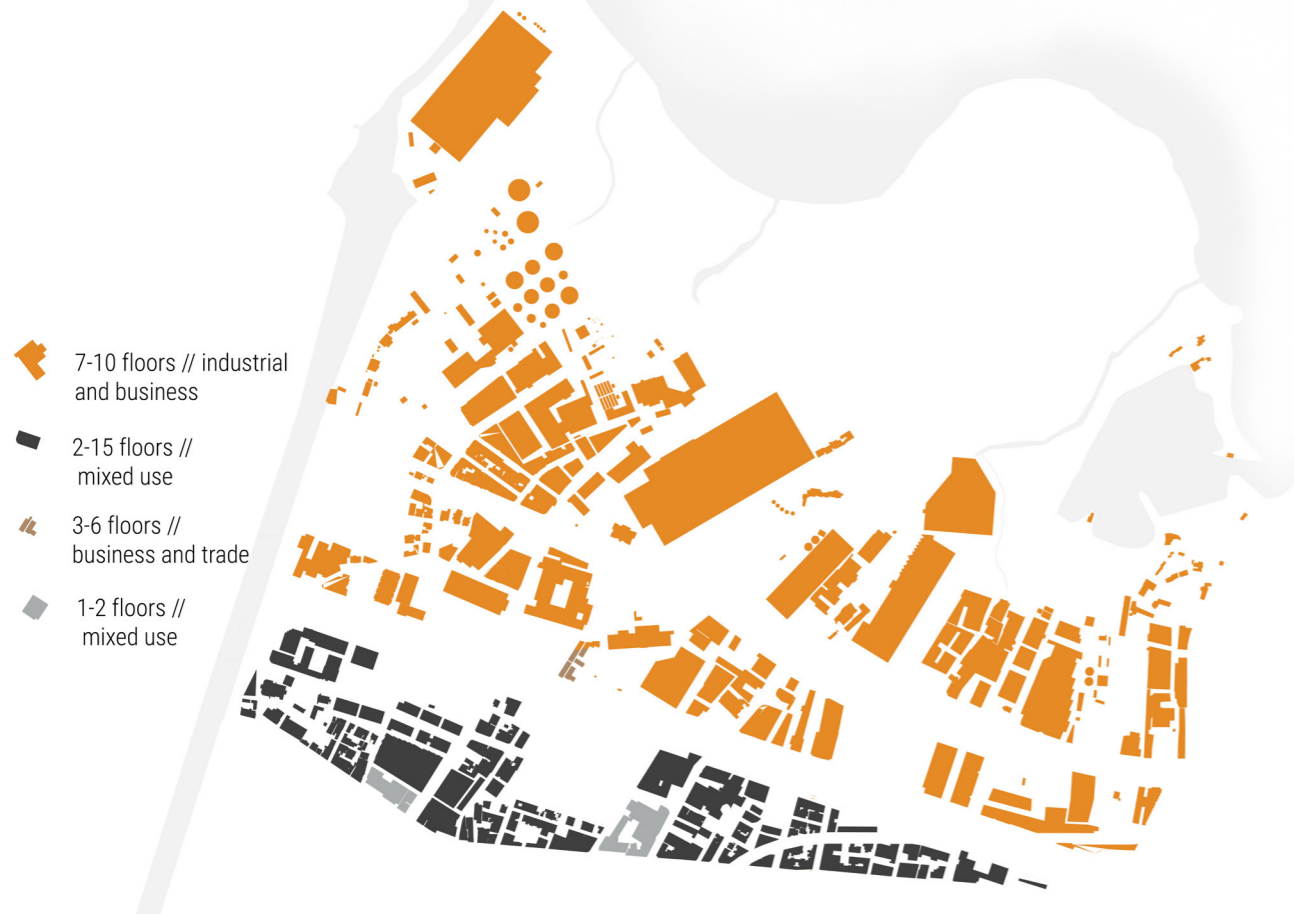 7-10 floors // industrial
and business
2-15 floors //
mixed use
3-6 floors //
business and trade
1-2 floors //
mixed use